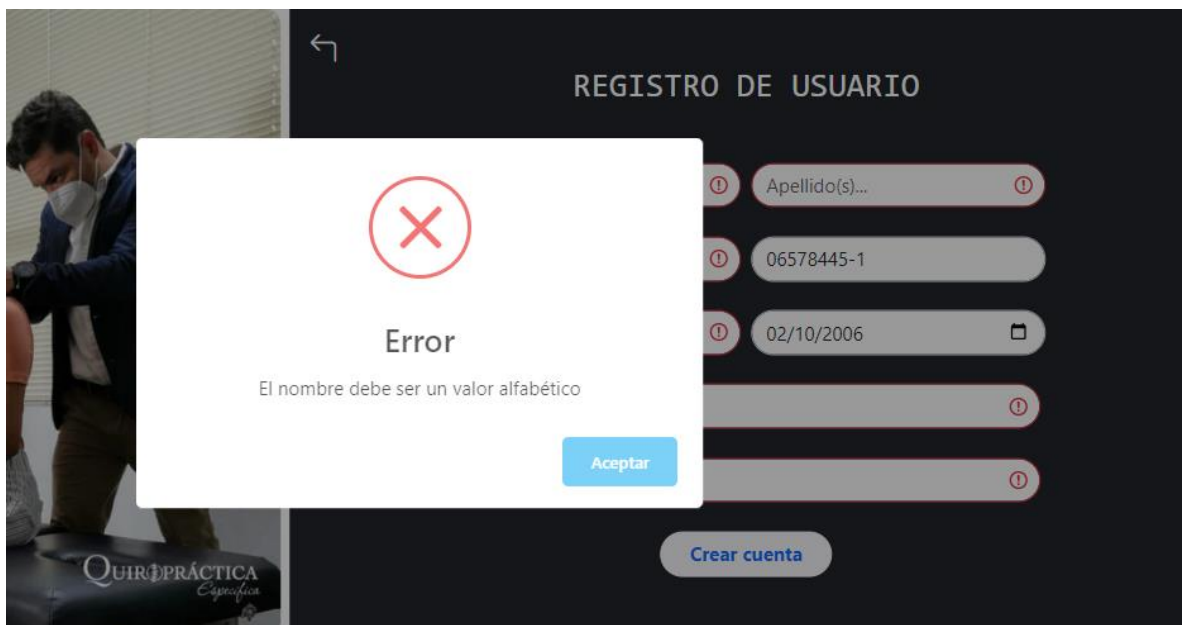 REGISTRO DE USUARIO
Apellido(s)...
06578445-1
02/10/2006
Error
El nombre debe ser un valor alfabético
Aceptar
Crear cuenta
QUIROPRÁCTICA
Específica